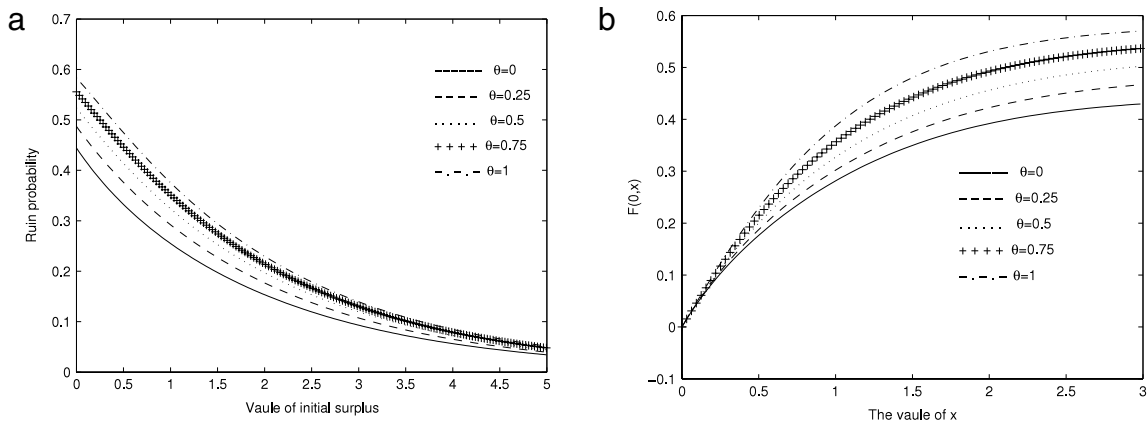 a
0.7
0.6
0.5
0.4
0.3
0.2
0.1
0
Ruin probability
θ=0
θ=0.25
θ=0.5
θ=0.75
θ=1
0 0.5 1 1.5 2 2.5 3 3.5 4 4.5 5
Vaule of initial surplus
b
0.6
0.5
0.4
0.3
0.2
0.1
0
−0.1
F(0,x)
θ=0
θ=0.25
θ=0.5
θ=0.75
θ=1
0 0.5 1 1.5 2 2.5 3
The vaule of x